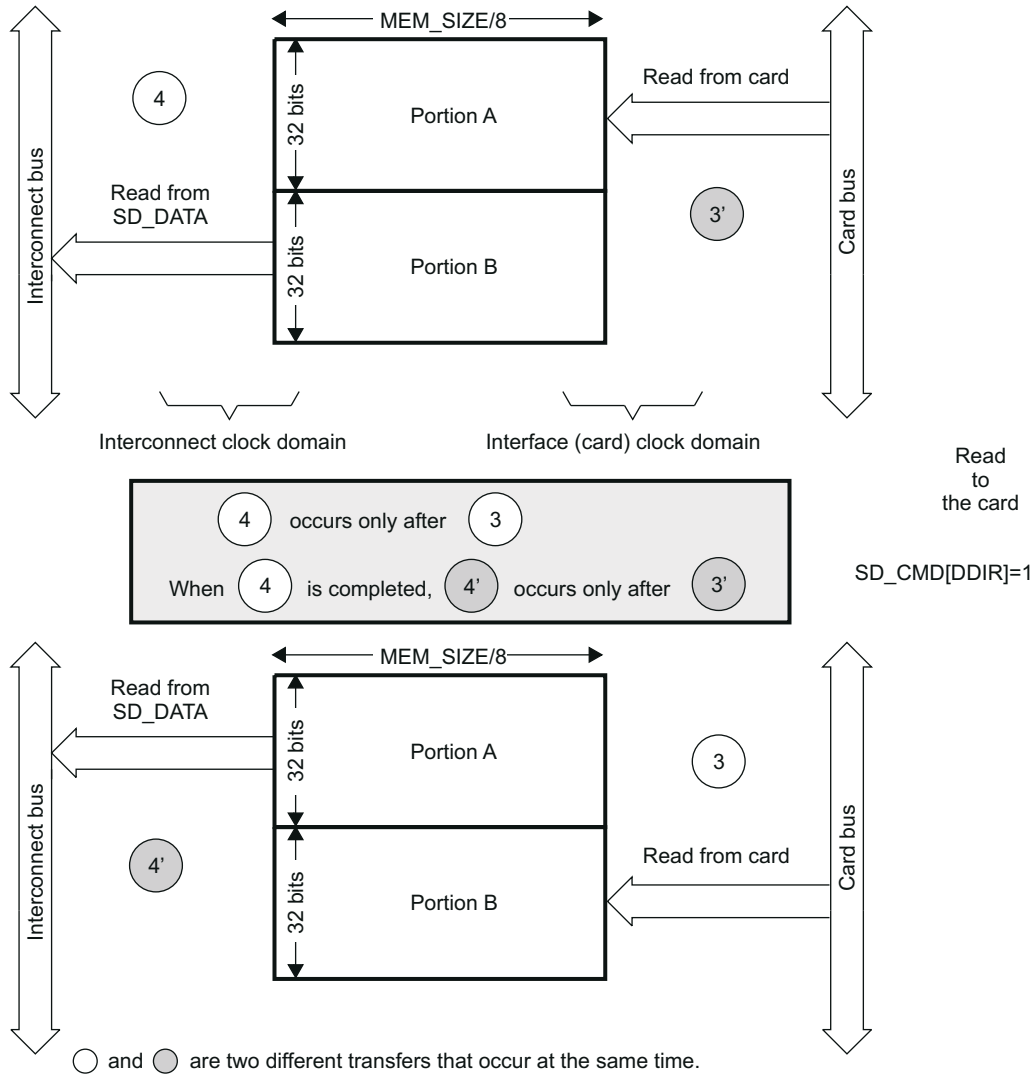 MEM_SIZE/8
Interconnect bus
4
Read from
SD_DATA
32 bits
Portion A
32 bits
Portion B
Read from card
3'
Card bus
Interconnect clock domain
Interface (card) clock domain
Read
to
the card
SD_CMD[DDIR]=1
4 occurs only after 3
When 4 is completed, 4' occurs only after 3'
MEM_SIZE/8
Interconnect bus
Read from
SD_DATA
4'
32 bits
Portion A
32 bits
Portion B
3
Read from card
Card bus
and are two different transfers that occur at the same time.